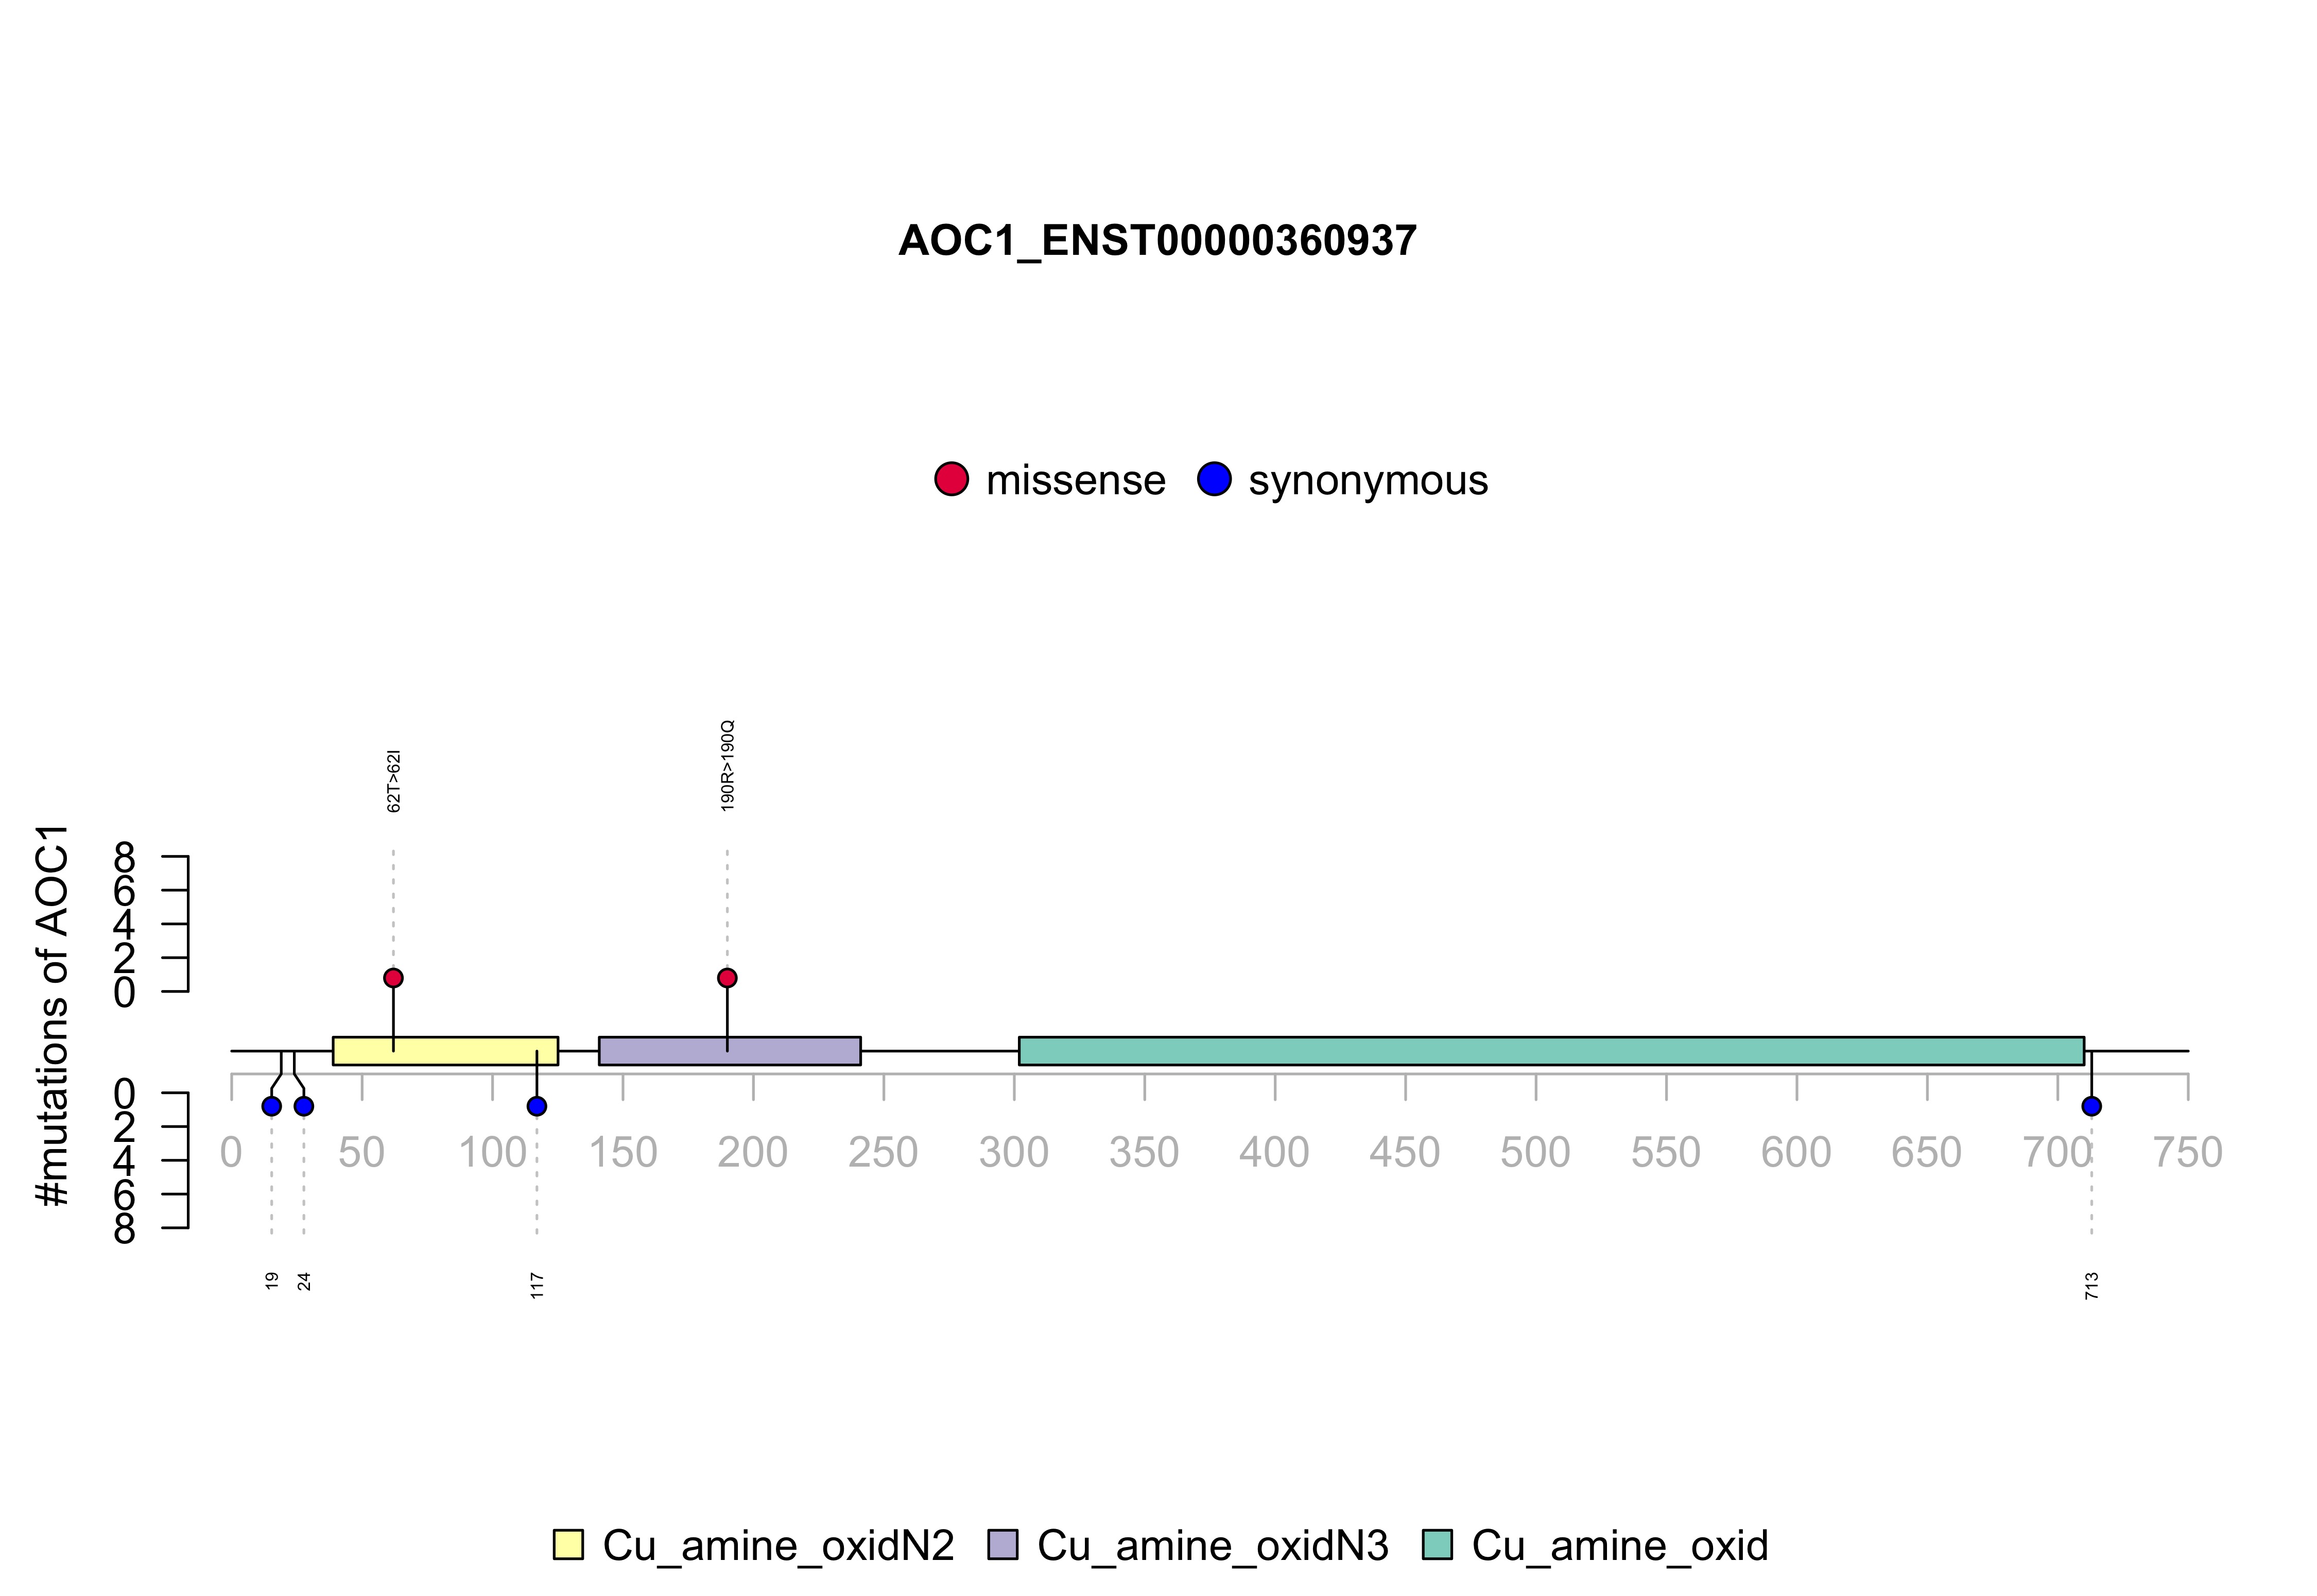 AOC1_ENST00000360937
missense synonymous
62T>62I 190R>190Q
#mutations of AOC1
8
6
4
2
0
0
2
4
6
8
0 50 100 150 200 250 300 350 400 450 500 550 600 650 700 750
19 24 117 713
Cu_amine_oxidN2 Cu_amine_oxidN3 Cu_amine_oxid